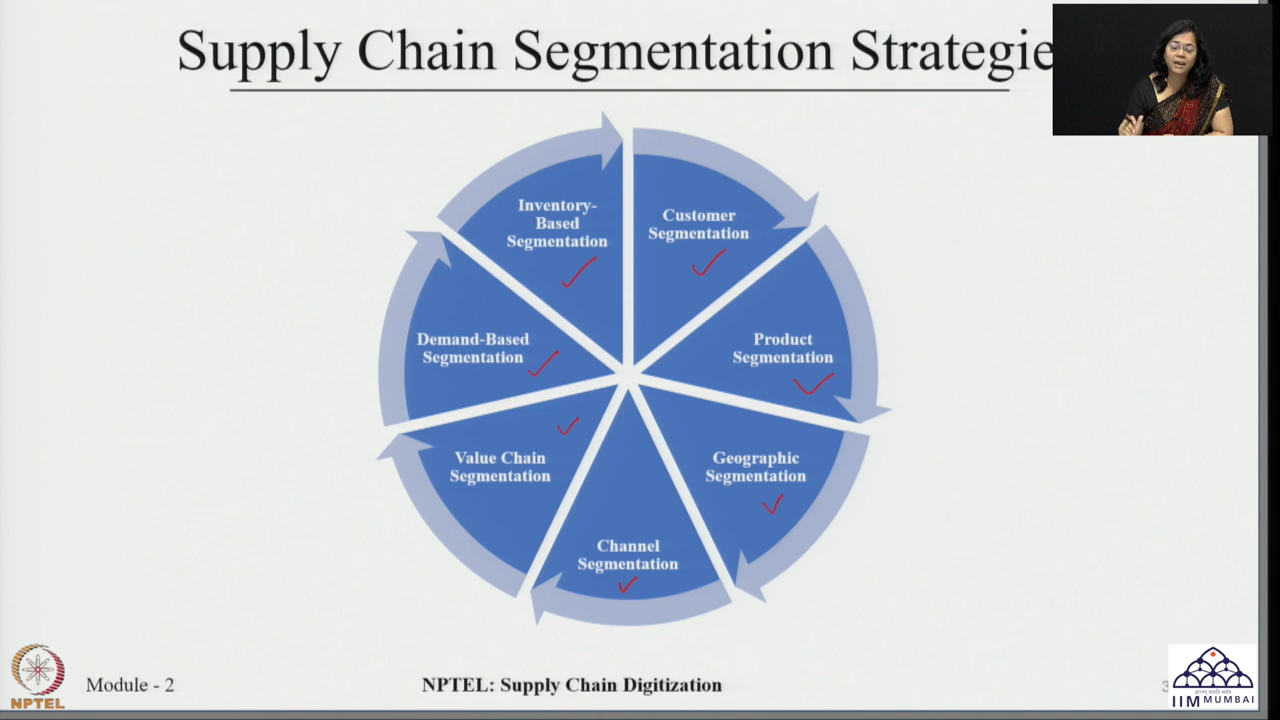 Supply Chain Segmentation Strategie
Inventory-
Based
Segmentation
Customer
Segmentation
Product
Segmentation
Geographic
Segmentation
Channel
Segmentation
Value Chain
Segmentation
Demand-Based
Segmentation
NPTEL
Module - 2
NPTEL: Supply Chain Digitization
3
IIM MUMBAI